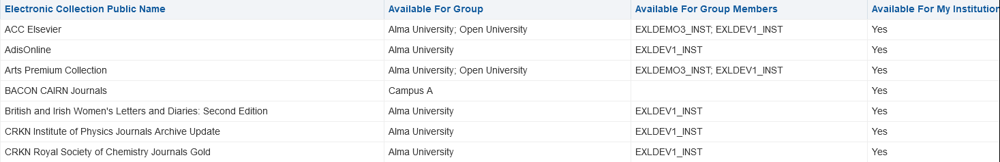 Electronic Collection Public Name Available For Group Available For Group Members Available For My Institution
ACC Elsevier Alma University; Open University EXLDEMO3_INST; EXLDEV1_INST Yes
AdisOnline Alma University EXLDEV1_INST Yes
Arts Premium Collection Alma University; Open University EXLDEMO3_INST; EXLDEV1_INST Yes
BACON CAIRN Journals Campus A Yes
British and Irish Women's Letters and Diaries: Second Edition Alma University EXLDEV1_INST Yes
CRKN Institute of Physics Journals Archive Update Alma University EXLDEV1_INST Yes
CRKN Royal Society of Chemistry Journals Gold Alma University EXLDEV1_INST Yes